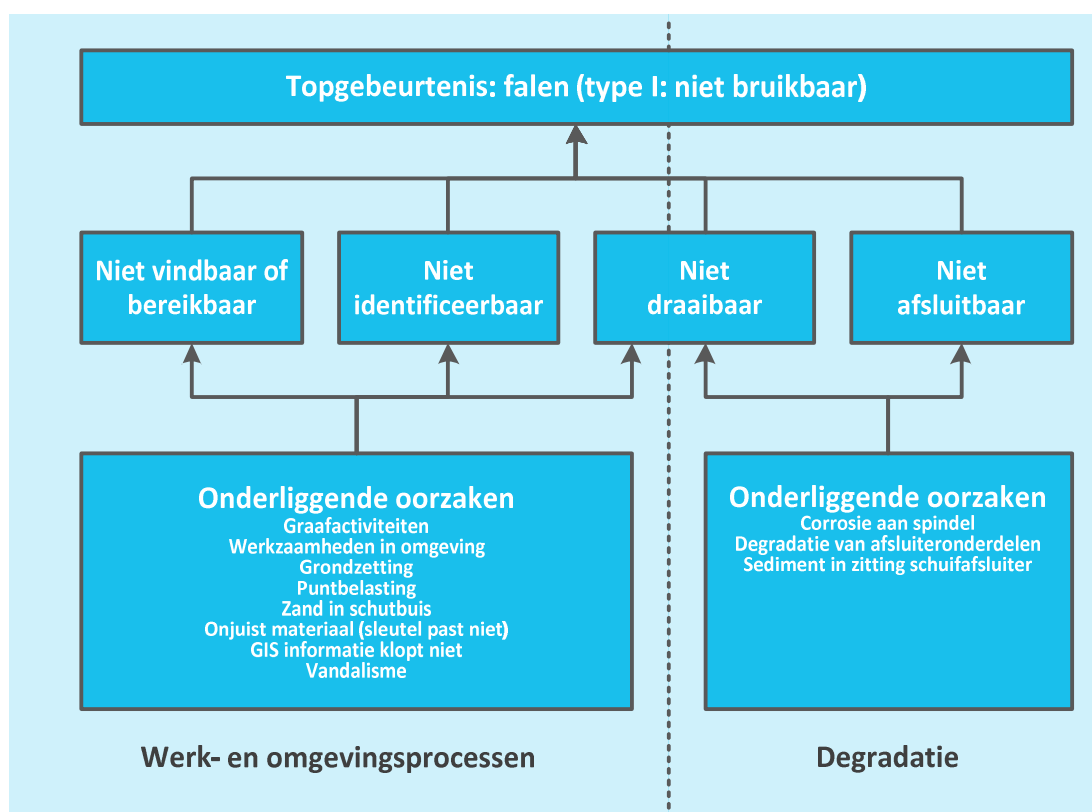 Topgebeurtenis: falen (type I: niet bruikbaar)
Niet vindbaar of
bereikbaar
Niet
identificeerbaar
Niet
draaibaar
Niet
afsluitbaar
Onderliggende oorzaken
Graafactiviteiten
Werkzaamheden in omgeving
Grondzetting
Puntbelasting
Zand in schutbuis
Onjuist materiaal (sleutel past niet)
GIS informatie klopt niet
Vandalisme
Onderliggende oorzaken
Corrosie aan spindel
Degradatie van afsluiteronderdelen
Sediment in zitting schuifafsluiter
Werk- en omgevingsprocessen
Degradatie